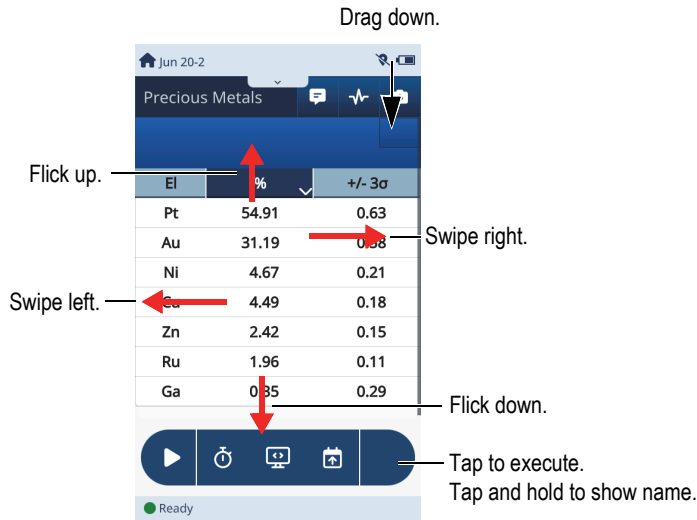 Drag down.
Jun 20-2
Precious Metals
Flick up.
El % +/- 3σ
Pt 54.91 0.63
Au 31.19
Swipe right.
Ni 4.67 0.21
Swipe left.
4.49 0.18
Zn 2.42 0.15
Ru 1.96 0.11
Ga 0.29
Flick down.
Tap to execute.
Tap and hold to show name.
Ready